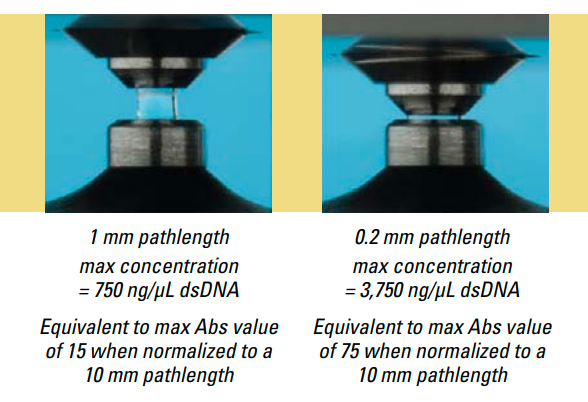 1 mm pathlength
max concentration
= 750 ng/µL dsDNA
Equivalent to max Abs value
of 15 when normalized to a
10 mm pathlength
0.2 mm pathlength
max concentration
= 3,750 ng/µL dsDNA
Equivalent to max Abs value
of 75 when normalized to a
10 mm pathlength